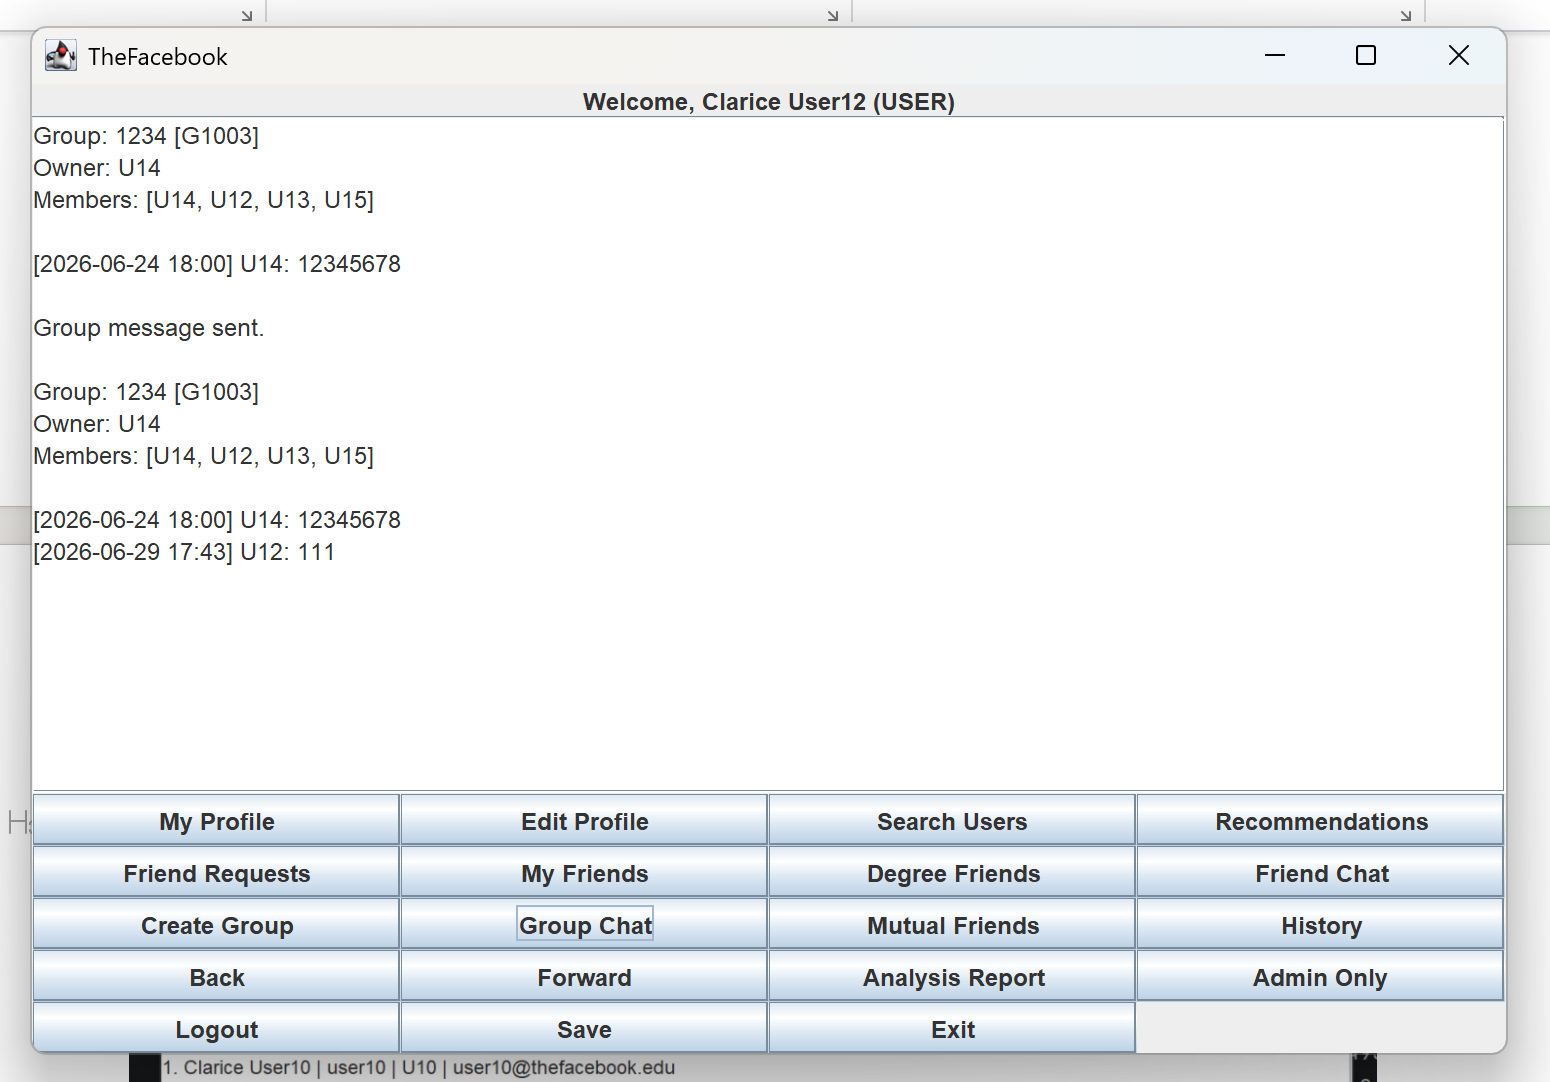 TheFacebook
Welcome, Clarice User12 (USER)
Group: 1234 [G1003]
Owner: U14
Members: [U14, U12, U13, U15]
[2026-06-24 18:00] U14: 12345678
Group message sent.
Group: 1234 [G1003]
Owner: U14
Members: [U14, U12, U13, U15]
[2026-06-24 18:00] U14: 12345678
[2026-06-29 17:43] U12: 111
My Profile Edit Profile Search Users Recommendations
Friend Requests My Friends Degree Friends Friend Chat
Create Group Group Chat Mutual Friends History
Back Forward Analysis Report Admin Only
Logout Save Exit
1. Clarice User10 | user10 | U10 | user10@thefacebook.edu